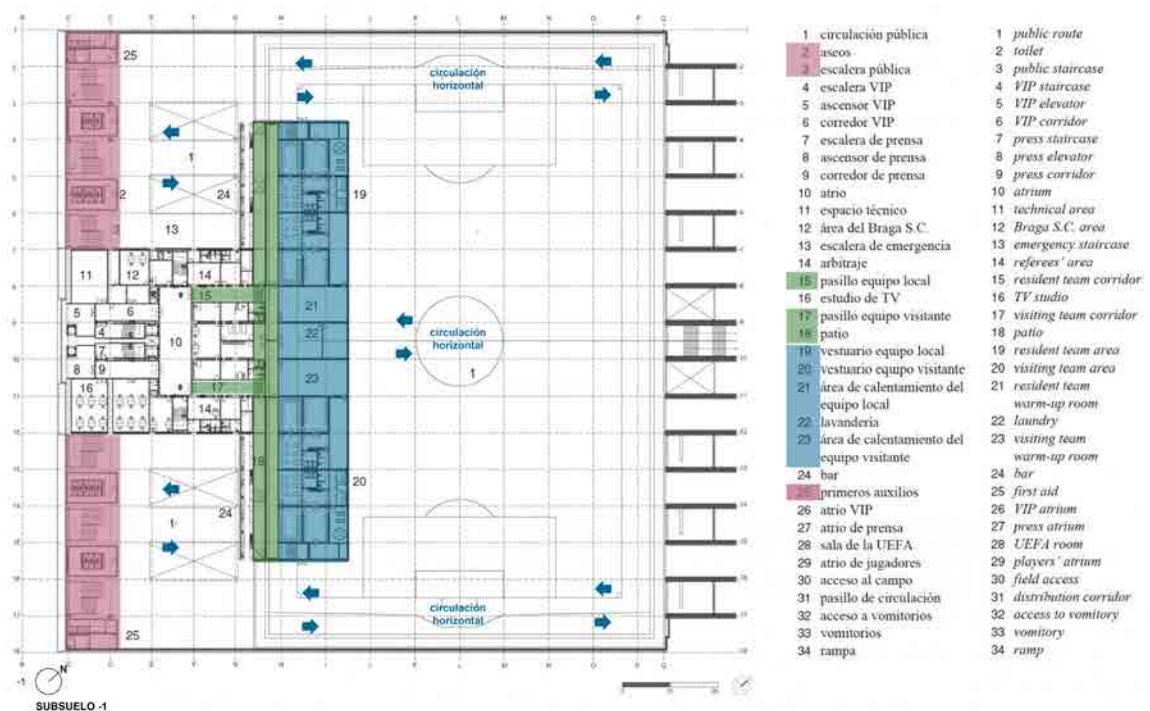 25
circulación
horizontal
1
24
2
13
19
11
12
14
15
5
6
4
10
7
8
9
16
17
14
21
22
23
circulación
horizontal
1
18
20
24
1
25
circulación
horizontal
N
-1
SUBSUELO -1
1 circulación pública
2 aseos
3 escalera pública
4 escalera VIP
5 ascensor VIP
6 corredor VIP
7 escalera de prensa
8 ascensor de prensa
9 corredor de prensa
10 atrio
11 espacio técnico
12 área del Braga S.C.
13 escalera de emergencia
14 arbitraje
15 pasillo equipo local
16 estudio de TV
17 pasillo equipo visitante
18 patio
19 vestuario equipo local
20 vestuario equipo visitante
21 área de calentamiento del
equipo local
22 lavanderia
23 área de calentamiento del
equipo visitante
24 bar
25 primeros auxilios
26 atrio VIP
27 atrio de prensa
28 sala de la UEFA
29 atrio de jugadores
30 acceso al campo
31 pasillo de circulación
32 acceso a vomitorios
33 vomitorios
34 rampa
1 public route
2 toilet
3 public staircase
4 VIP staircase
5 VIP elevator
6 VIP corridor
7 press staircase
8 press elevator
9 press corridor
10 atrium
11 technical area
12 Braga S.C. area
13 emergency staircase
14 referees' area
15 resident team corridor
16 TV studio
17 visiting team corridor
18 patio
19 resident team area
20 visiting team area
21 resident team
warm-up room
22 laundry
23 visiting team
warm-up room
24 bar
25 first aid
26 VIP atrium
27 press atrium
28 UEFA room
29 players' atrium
30 field access
31 distribution corridor
32 access to vomitory
33 vomitory
34 ramp